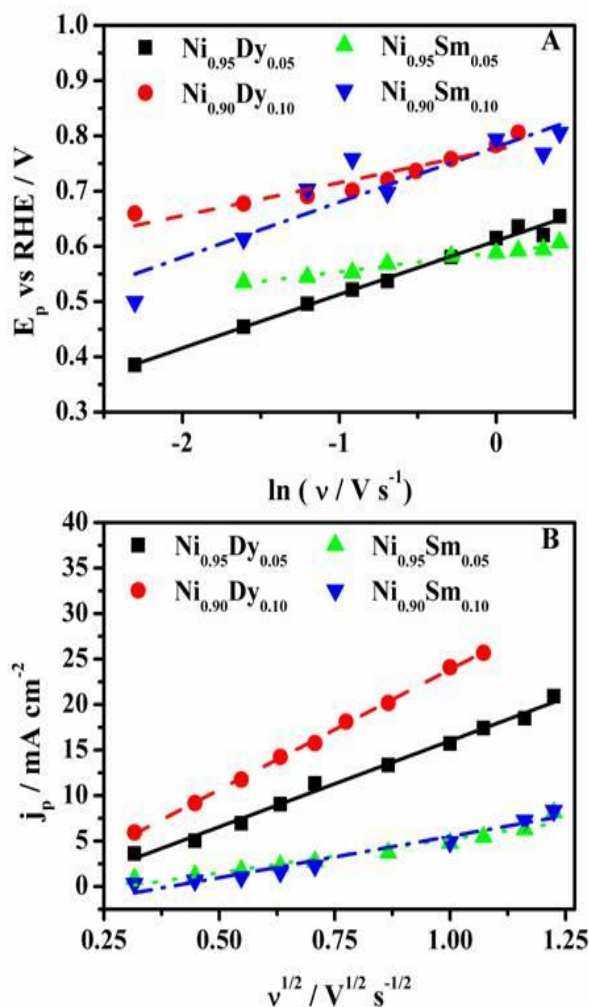 A
Ni0.95Dy0.05 Ni0.95Sm0.05
Ni0.90Dy0.10 Ni0.90Sm0.10
1.0
0.9
0.8
0.7
0.6
0.5
0.4
0.3
Ep vs RHE / V
-2 -1 0
ln ( ν / V s-1)
B
Ni0.95Dy0.05 Ni0.95Sm0.05
Ni0.90Dy0.10 Ni0.90Sm0.10
40
35
30
25
20
15
10
5
0
jp / mA cm-2
0.25 0.50 0.75 1.00 1.25
ν1/2 / V1/2 s-1/2